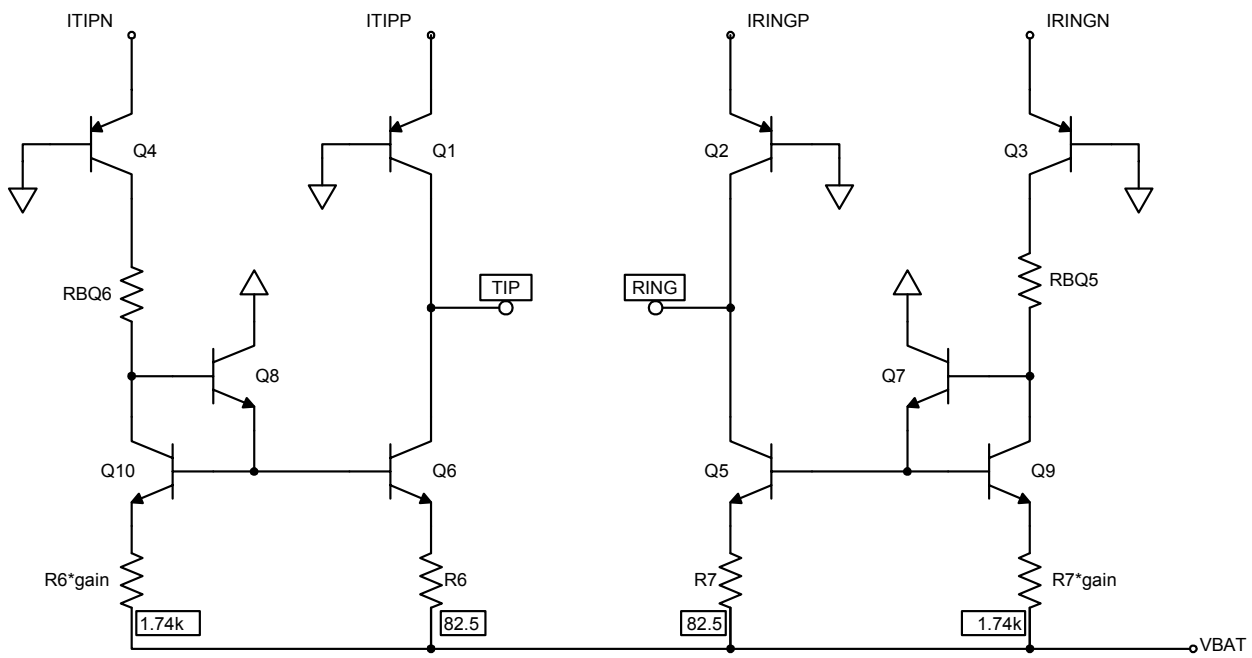 ITIPN
ITIPP
IRINGP
IRINGN
Q4
Q1
Q2
Q3
RBQ6
TIP
RING
RBQ5
Q8
Q7
Q10
Q6
Q5
Q9
R6*gain
R6
R7
R7*gain
1.74k
82.5
82.5
1.74k
VBAT